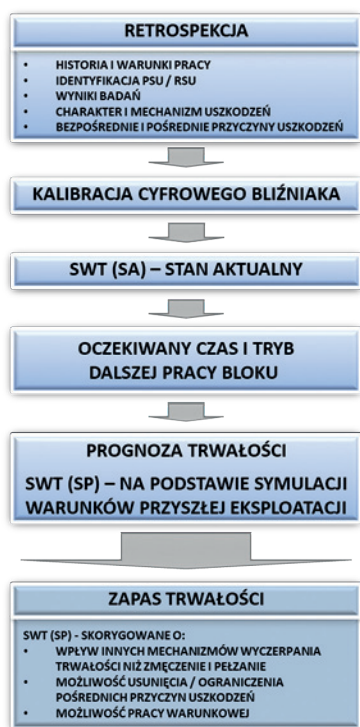 RETROSPEKCJA
• HISTORIA I WARUNKI PRACY
• IDENTYFIKACJA PSU / RSU
• WYNIKI BADAŃ
• CHARAKTER I MECHANIZM USZKODZEŃ
• BEZPOŚREDNIE I POŚREDNIE PRZYCZYNY USZKODZEŃ
KALIBRACJA CYFROWEGO BLIŹNIAKA
SWT (SA) – STAN AKTUALNY
OCZEKIWANY CZAS I TRYB
DALSZEJ PRACY BLOKU
PROGNOZA TRWAŁOŚCI
SWT (SP) – NA PODSTAWIE SYMULACJI
WARUNKÓW PRZYSZŁEJ EKSPLOATACJI
ZAPAS TRWAŁOŚCI
SWT (SP) - SKORYGOWANE O:
• WPŁYW INNYCH MECHANIZMÓW WYCZERPANIA
TRWAŁOŚCI NIŻ ZMĘCZENIE I PEŁZANIE
• MOŻLIWOŚĆ USUNIĘCIA / OGRANICZENIA
POŚREDNICH PRZYCZYN USZKODZEŃ
• MOŻLIWOŚĆ PRACY WARUNKOWEJ